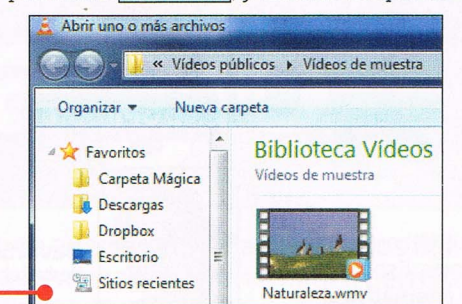 Abrir uno o más archivos
« Vídeos públicos ▸ Vídeos de muestra
Organizar ▼ Nueva carpeta
Favoritos
Carpeta Mágica
Descargas
Dropbox
Escritorio
Sitios recientes
Biblioteca Vídeos
Vídeos de muestra
Naturaleza.wmv